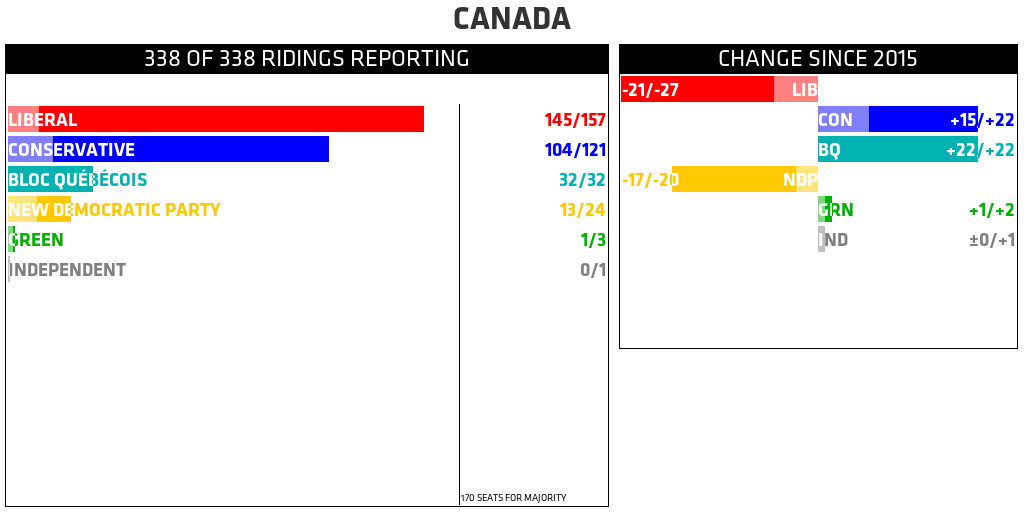 CANADA
338 OF 338 RIDINGS REPORTING
LIBERAL 145/157
CONSERVATIVE 104/121
BLOC QUÉBÉCOIS 32/32
NEW DEMOCRATIC PARTY 13/24
GREEN 1/3
INDEPENDENT 0/1
170 SEATS FOR MAJORITY
CHANGE SINCE 2015
-21/-27 LIB
CON +15/+22
BQ +22/+22
-17/-20 NDP
GRN +1/+2
IND ±0/+1